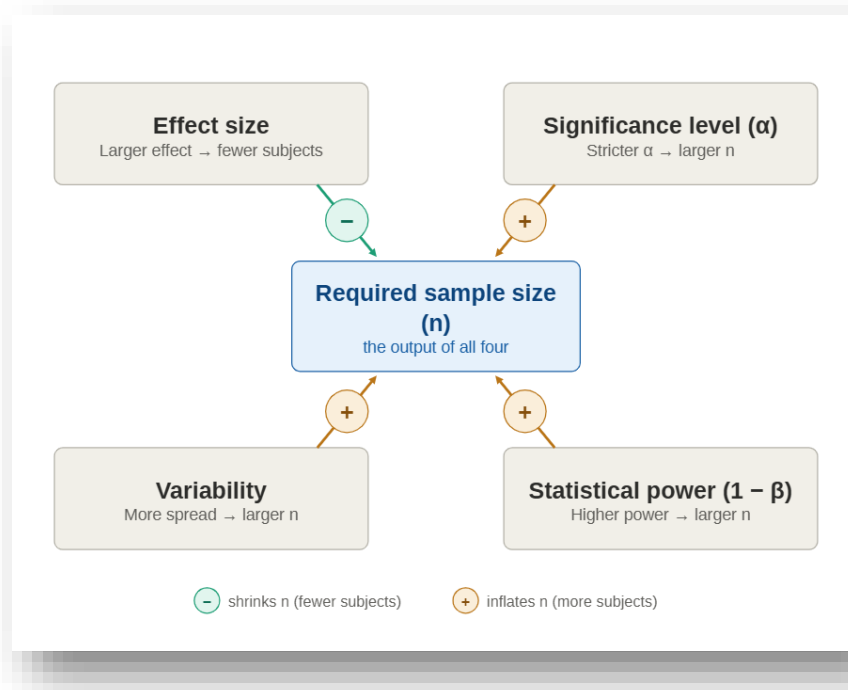 Effect size
Larger effect → fewer subjects
Significance level (α)
Stricter α → larger n
−
+
Required sample size
(n)
the output of all four
+
+
Variability
More spread → larger n
Statistical power (1 − β)
Higher power → larger n
− shrinks n (fewer subjects)
+ inflates n (more subjects)